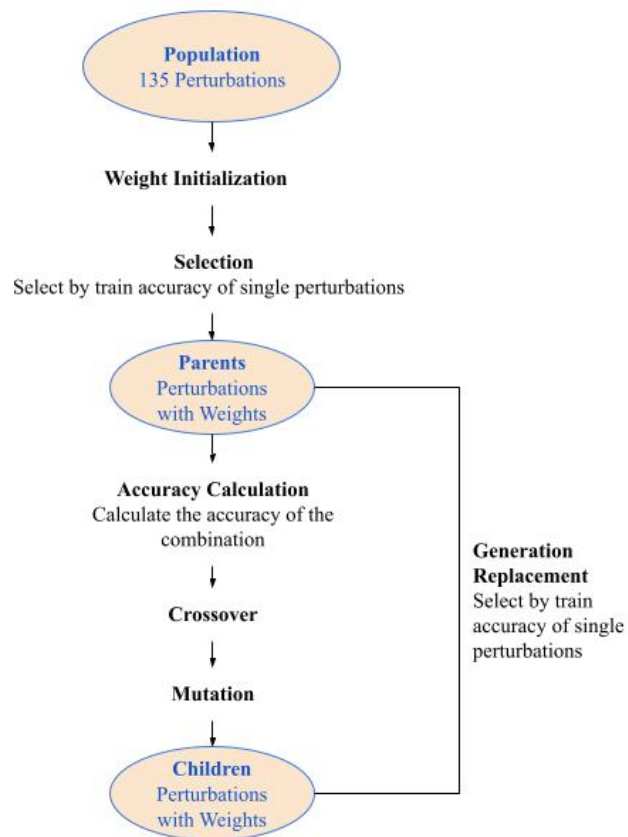 Population
135 Perturbations
Weight Initialization
Selection
Select by train accuracy of single perturbations
Parents
Perturbations
with Weights
Accuracy Calculation
Calculate the accuracy of the
combination
Crossover
Mutation
Children
Perturbations
with Weights
Generation
Replacement
Select by train
accuracy of single
perturbations